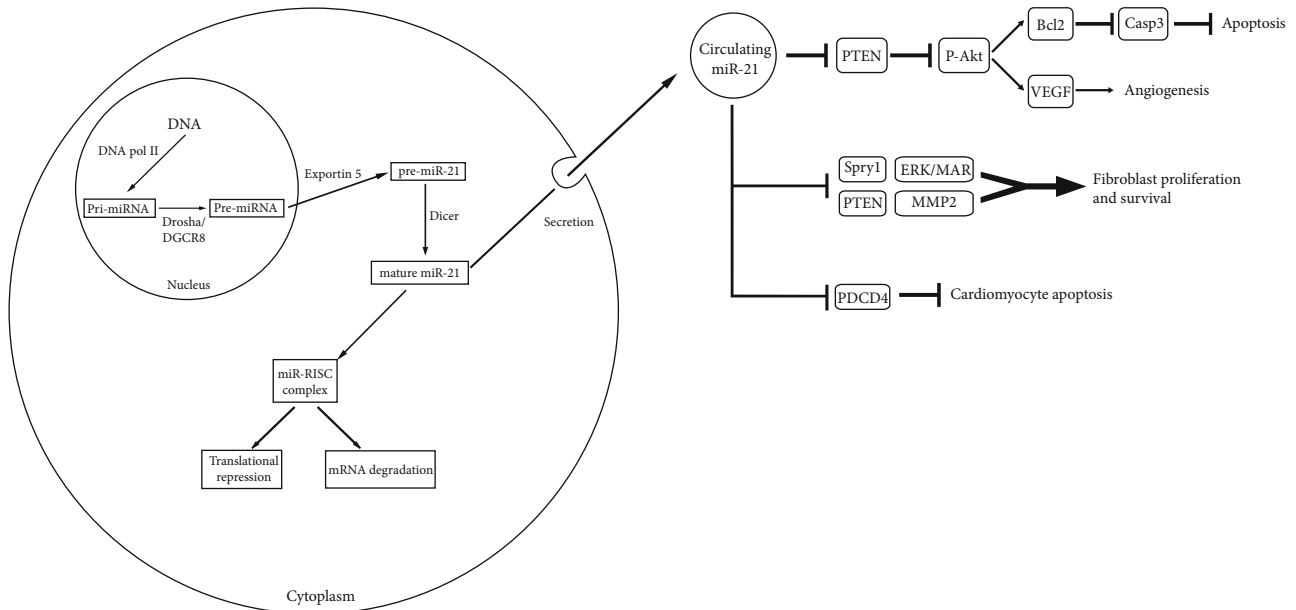 DNA
DNA pol II
Pri-miRNA
Drosha/
DGCR8
Pre-miRNA
Nucleus
Exportin 5
pre-miR-21
Dicer
mature miR-21
Secretion
miR-RISC
complex
Translational
repression
mRNA degradation
Cytoplasm
Circulating
miR-21
PTEN
P-Akt
Bcl2
Casp3
Apoptosis
VEGF
Angiogenesis
Spry1
ERK/MAR
PTEN
MMP2
Fibroblast proliferation
and survival
PDCD4
Cardiomyocyte apoptosis